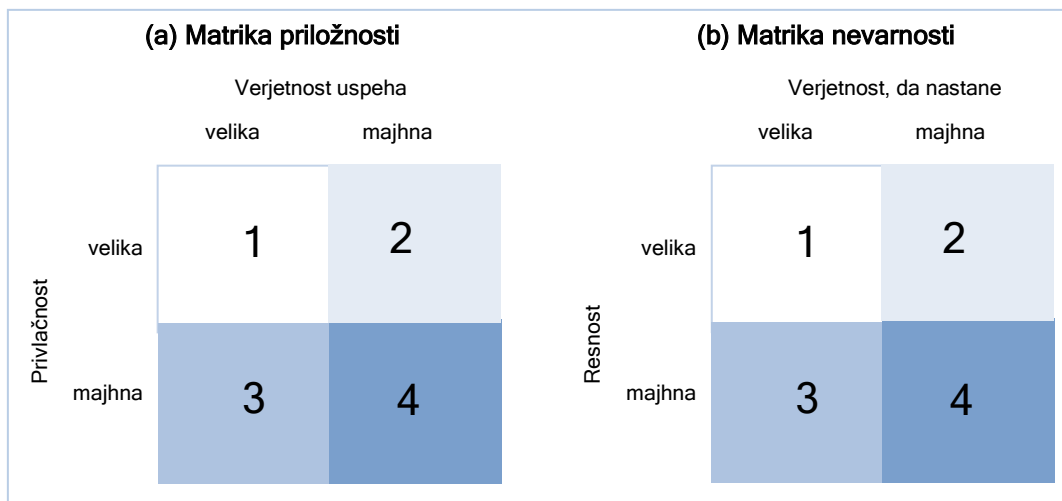 (a) Matrika priložnosti
Verjetnost uspeha
velika majhna
Privlačnost
velika
1 2
majhna
3 4
(b) Matrika nevarnosti
Verjetnost, da nastane
velika majhna
Resnost
velika
1 2
majhna
3 4